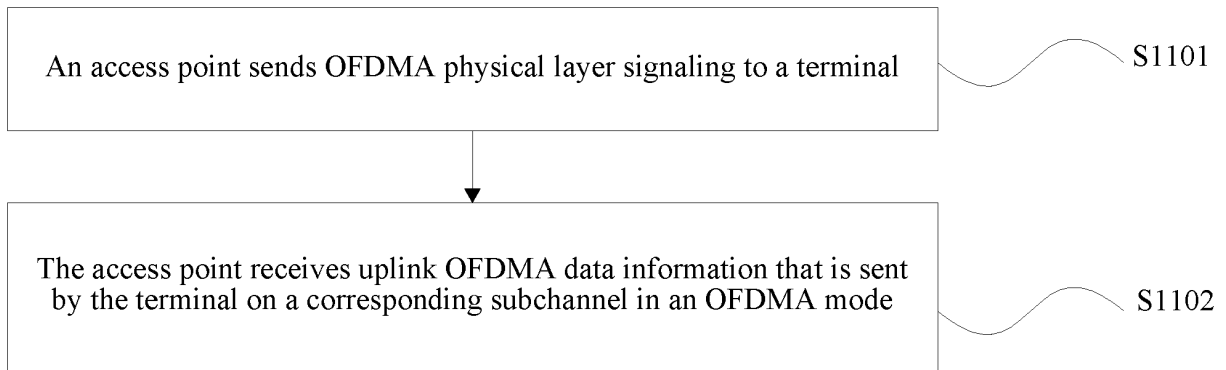 An access point sends OFDMA physical layer signaling to a terminal
S1101
The access point receives uplink OFDMA data information that is sent
by the terminal on a corresponding subchannel in an OFDMA mode
S1102